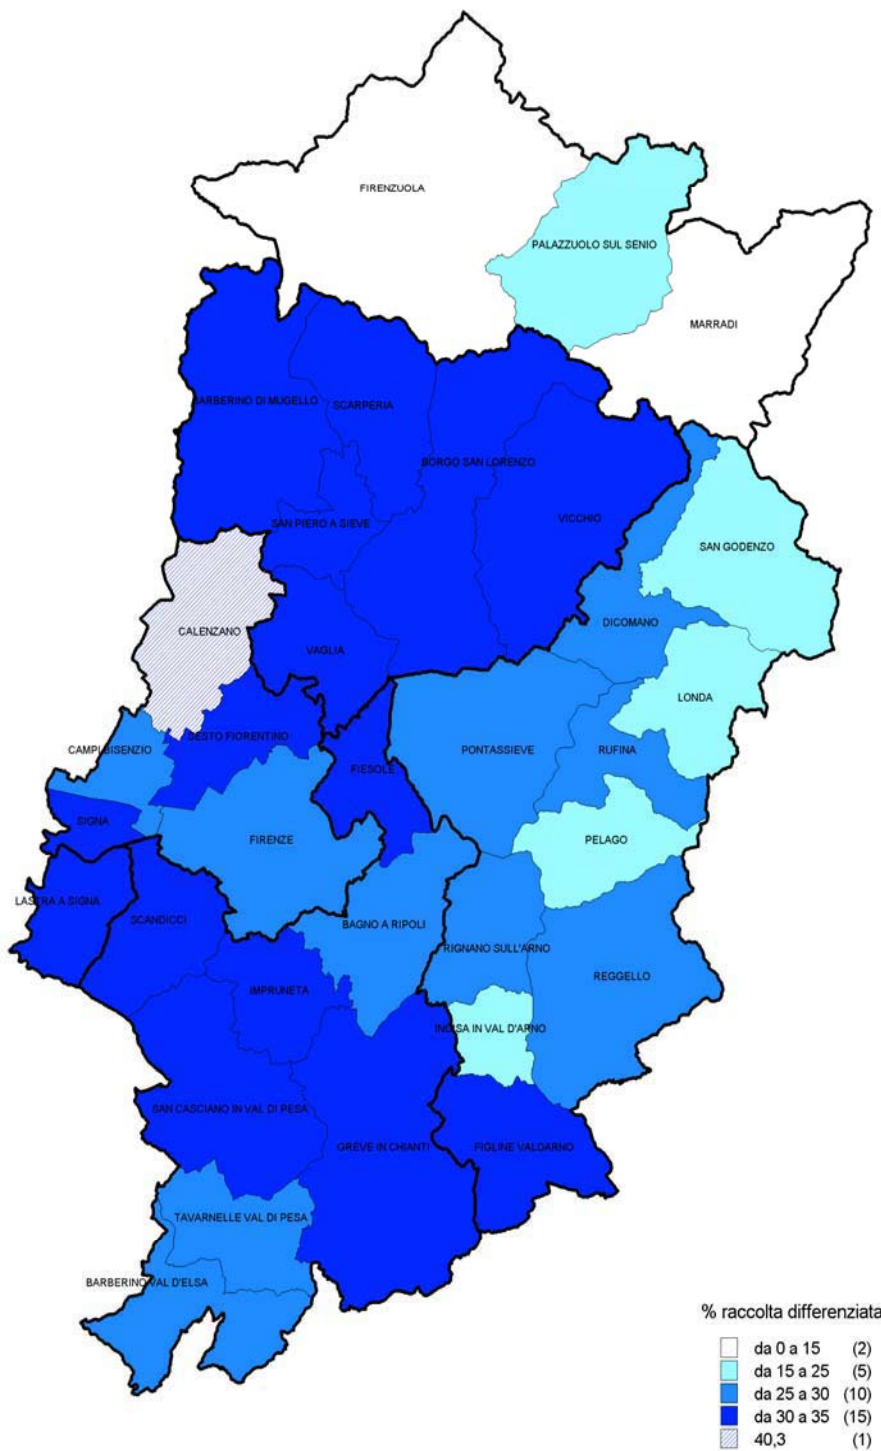 FIRENZUOLA
PALAZZUOLO SUL SENIO
MARRADI
BARBERINO DI MUGELLO
SCARPERIA
BORGO SAN LORENZO
VICCHIO
SAN PIERO A SIEVE
SAN GODENZO
DICOMANO
CALENZANO
VAGLIA
LONDA
SESTO FIORENTINO
CAMPI BISENZIO
PONTASSIEVE
RUFINA
FIESOLE
SIGNA
FIRENZE
PELAGO
LASTRA A SIGNA
SCANDICCI
BAGNO A RIPOLI
RIGNANO SULL'ARNO
REGGELLO
IMPRUNETA
INCISA IN VAL D'ARNO
SAN CASCIANO IN VAL DI PESA
GREVE IN CHIANTI
FIGLINE VALDARNO
TAVARNELLE VAL DI PESA
BARBERINO VAL D'ELSA
% raccolta differenziata
da 0 a 15 (2)
da 15 a 25 (5)
da 25 a 30 (10)
da 30 a 35 (15)
40,3 (1)